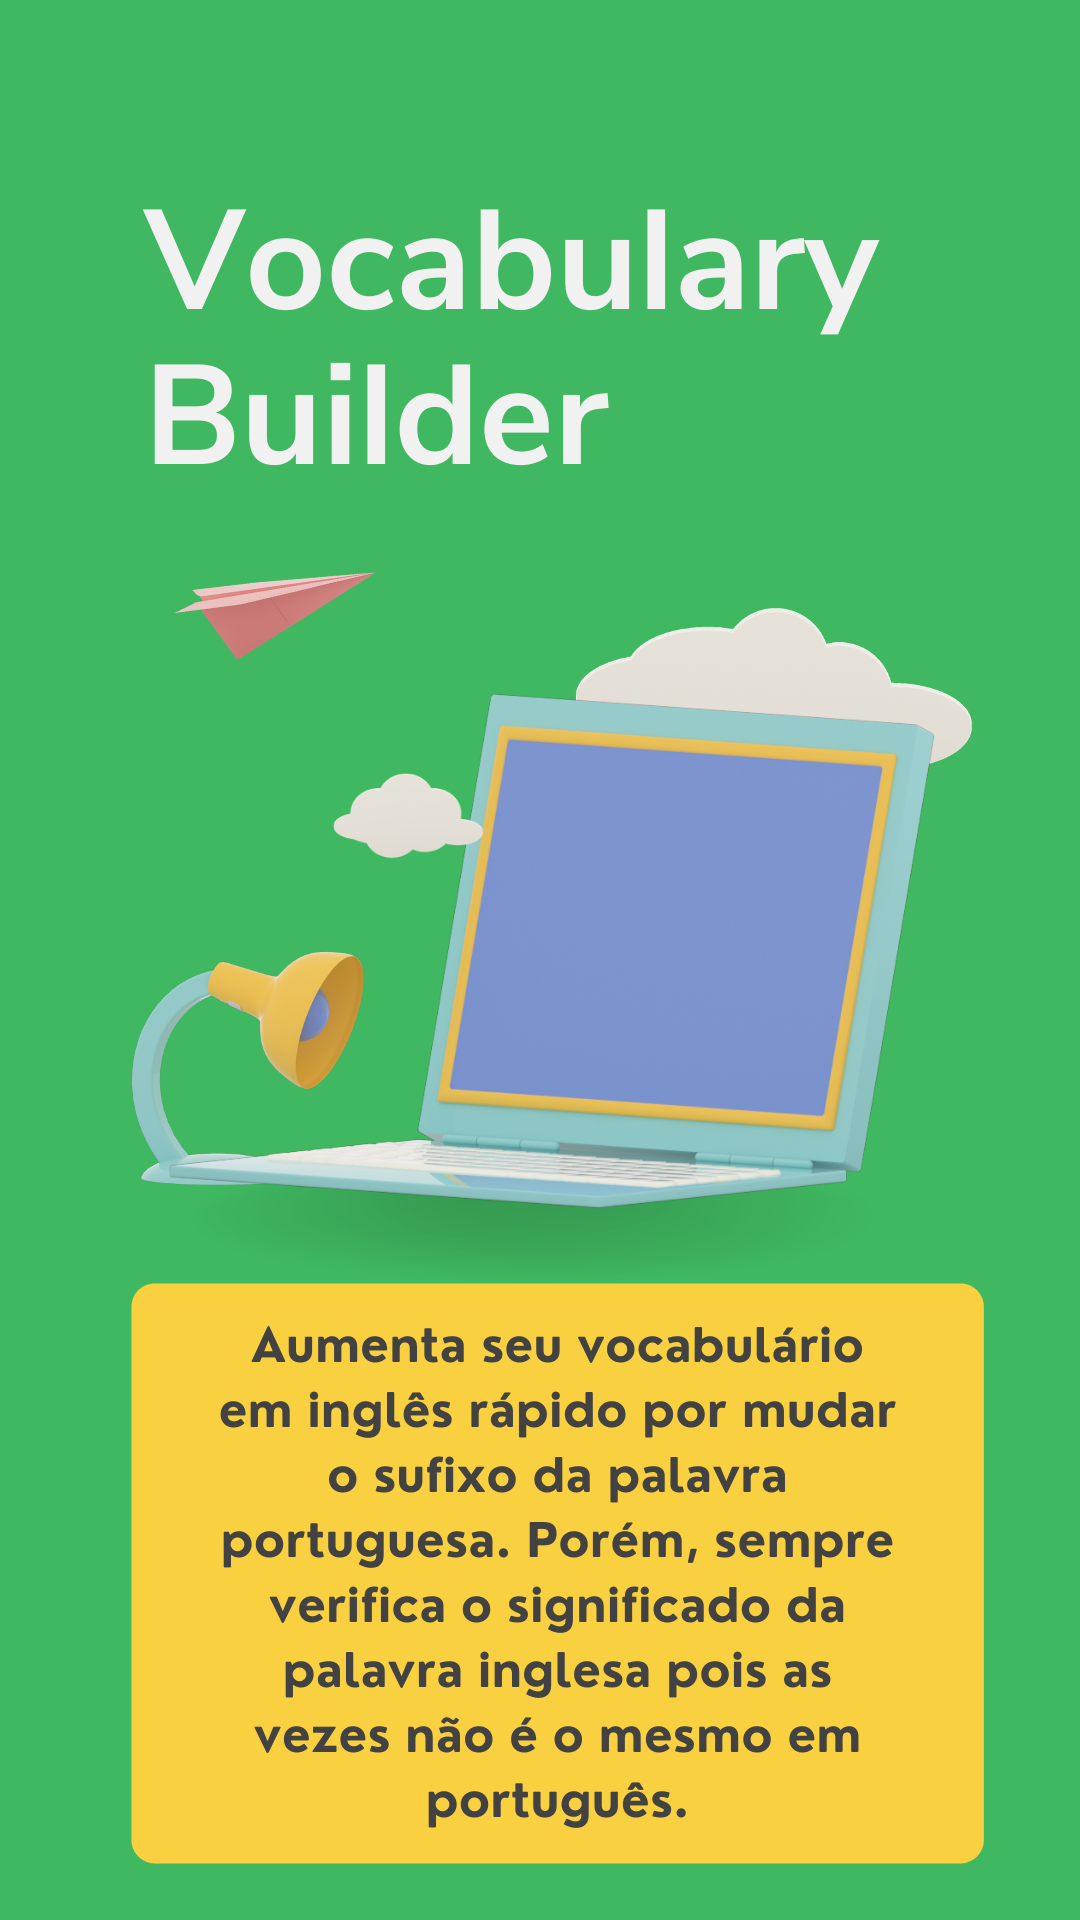 Vocabulary
Builder
Aumenta seu vocabulário
em inglês rápido por mudar
o sufixo da palavra
portuguesa. Porém, sempre
verifica o significado da
palavra inglesa pois as
vezes não é o mesmo em
português.